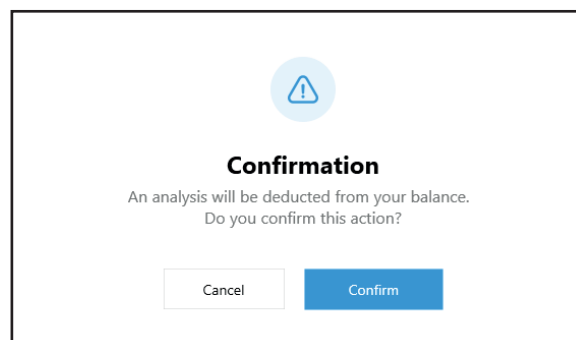 Confirmation
An analysis will be deducted from your balance.
Do you confirm this action?
Cancel
Confirm